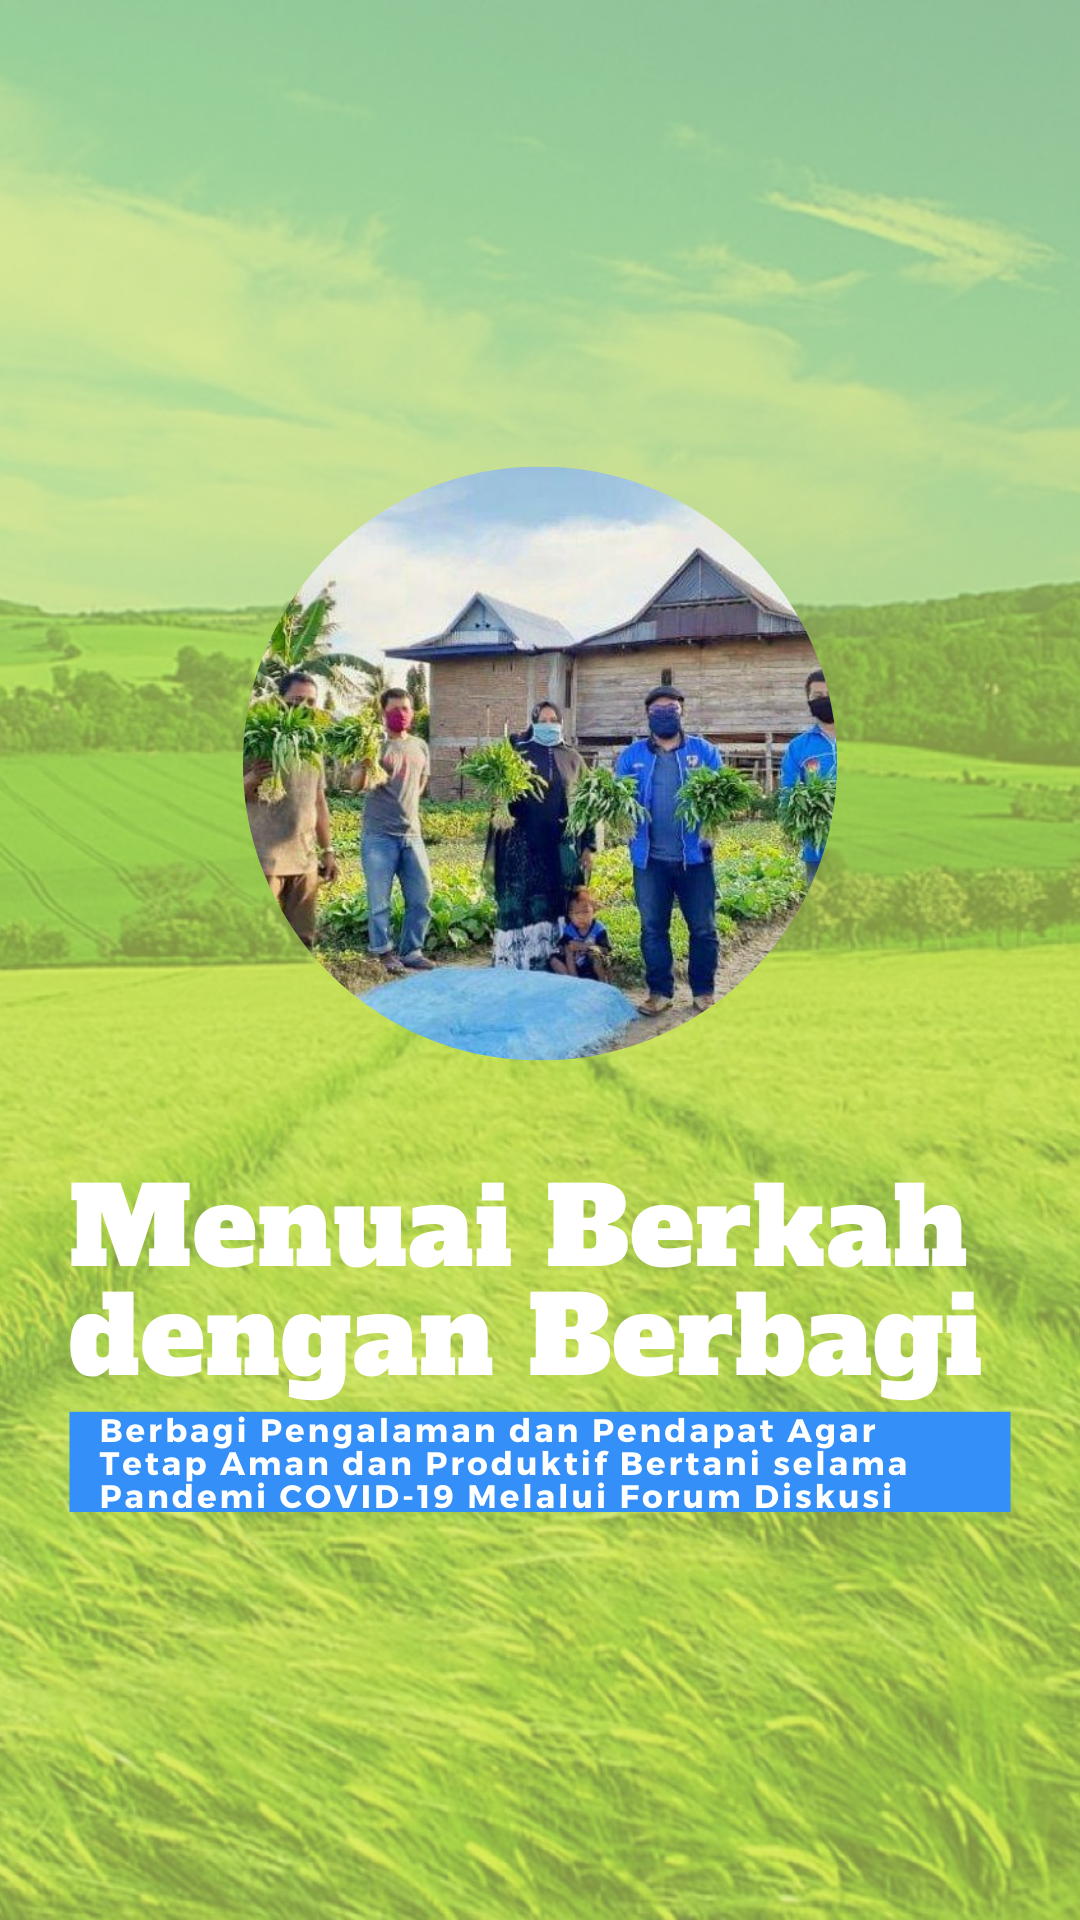 Menuai Berkah
dengan Berbagi
Berbagi Pengalaman dan Pendapat Agar
Tetap Aman dan Produktif Bertani selama
Pandemi COVID-19 Melalui Forum Diskusi